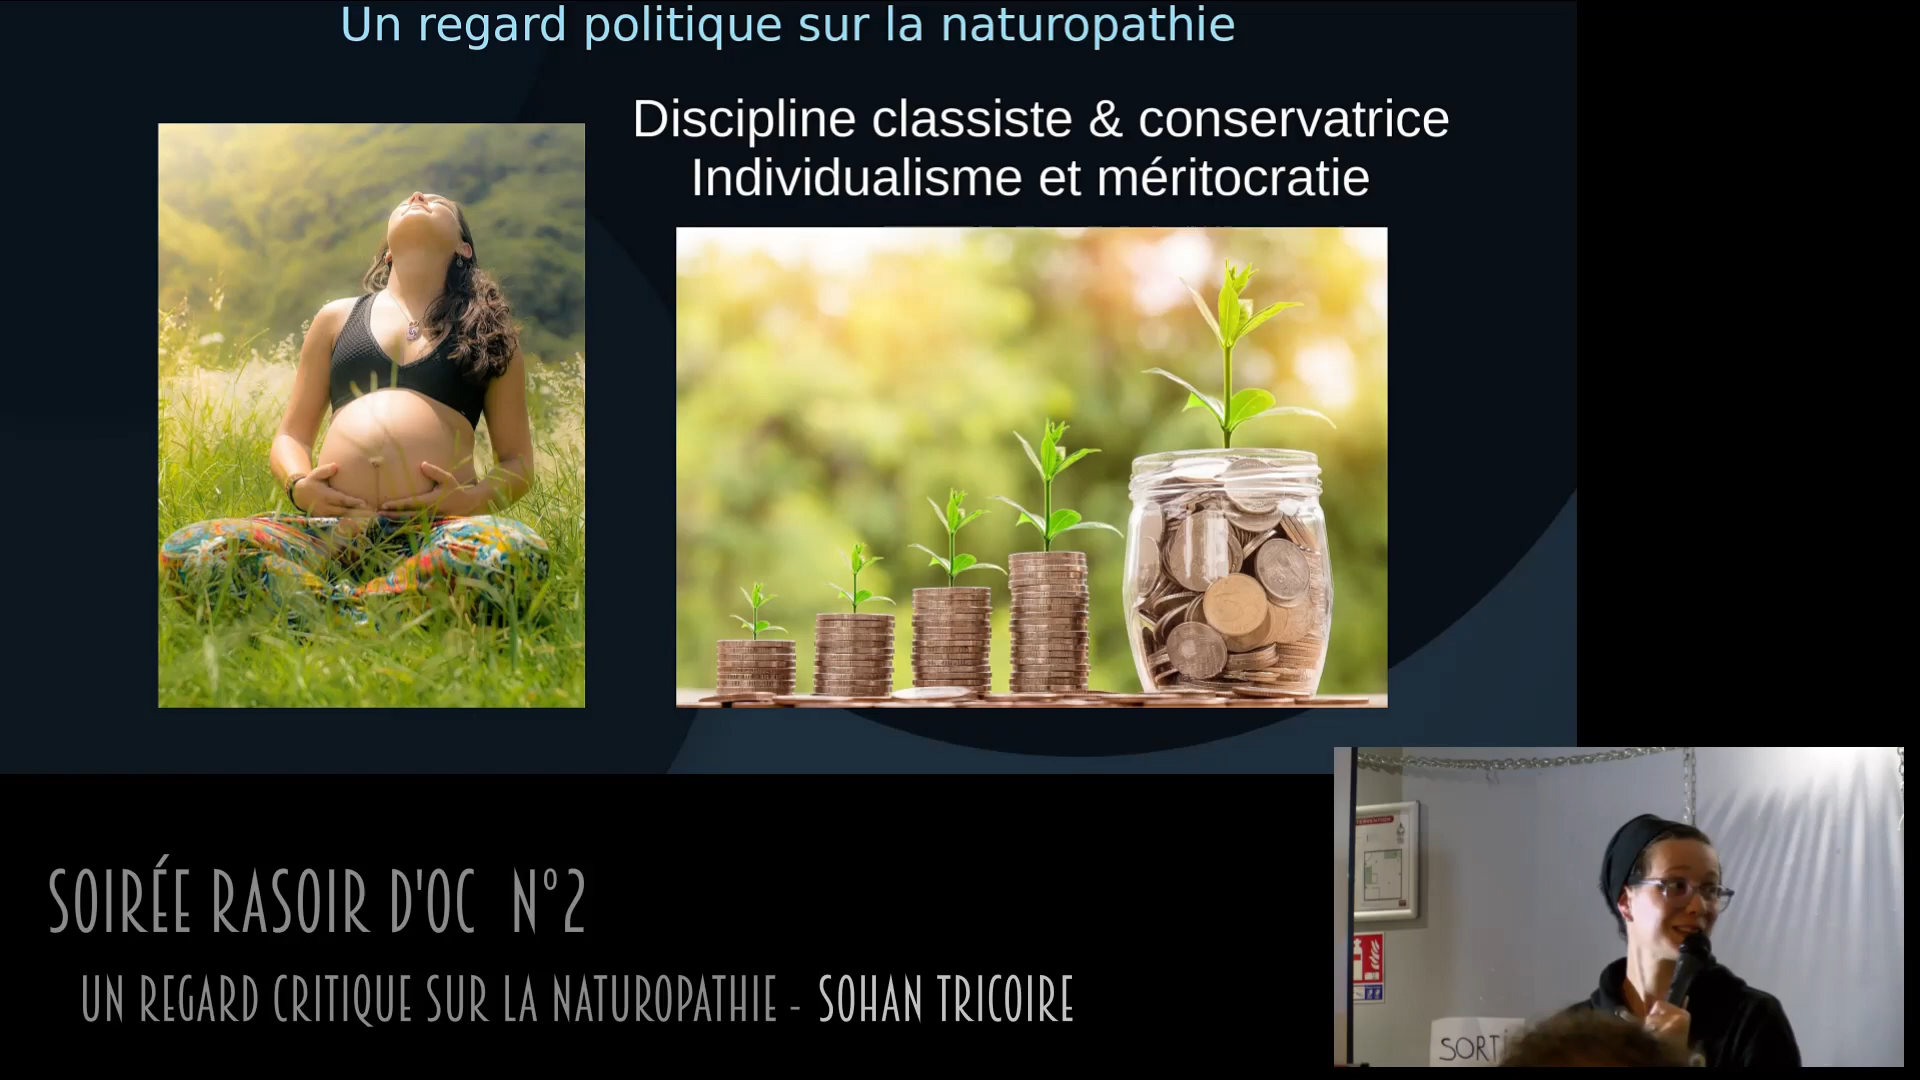 Un regard politique sur la naturopathie
Discipline classiste & conservatrice
Individualisme et méritocratie
SOIRÉE RASOIR D'OC N°2
UN REGARD CRITIQUE SUR LA NATUROPATHIE - SOHAN TRICOIRE
SORTI